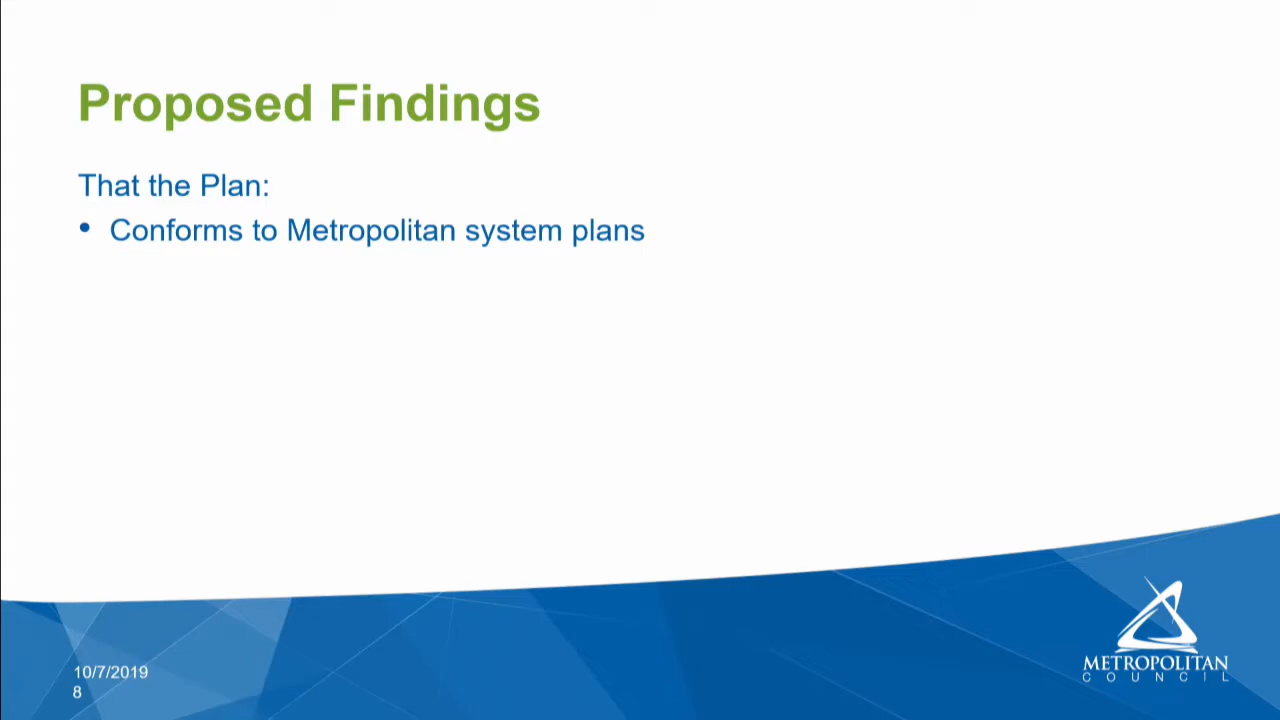 Proposed Findings
That the Plan:
• Conforms to Metropolitan system plans
10/7/2019
8
METROPOLITAN
COUNCIL